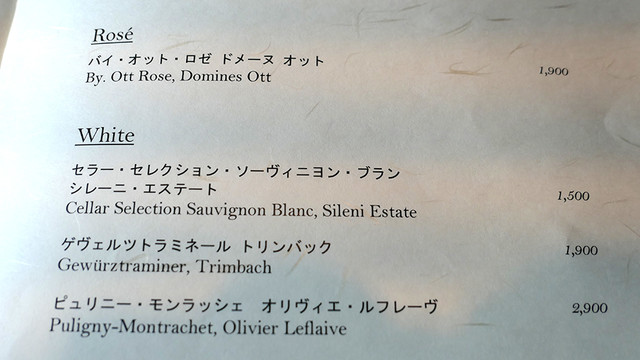 Rosé
バイ・オット・ロゼ ドメーヌ オット
By. Ott Rose, Domines Ott 1,900
White
セラー・セレクション・ソーヴィニヨン・ブラン
シレーニ・エステート
Cellar Selection Sauvignon Blanc, Sileni Estate 1,500
ゲヴェルツトラミネール トリンバック
Gewürztraminer, Trimbach 1,900
ピュリニー・モンラッシェ オリヴィエ・ルフレーヴ
Puligny-Montrachet, Olivier Leflaive 2,900